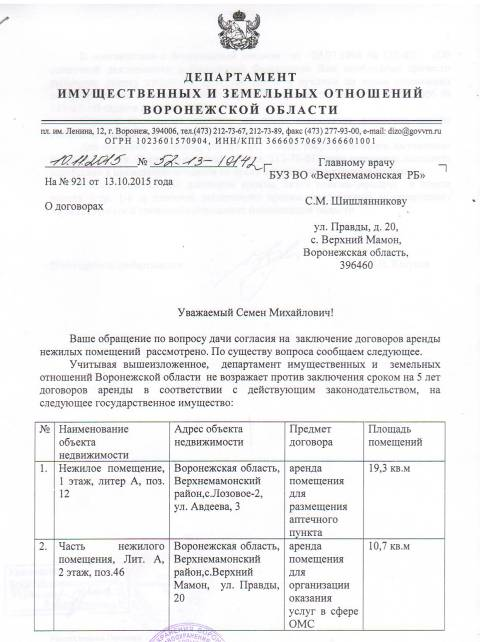 ДЕПАРТАМЕНТ
ИМУЩЕСТВЕННЫХ И ЗЕМЕЛЬНЫХ ОТНОШЕНИЙ
ВОРОНЕЖСКОЙ ОБЛАСТИ
пл. им. Ленина, 12, г. Воронеж, 394006, тел.(473) 212-73-67, 212-73-89, факс (473) 277-93-00, e-mail: dizo@govvrn.ru
ОГРН 1023601570904, ИНН/КПП 3666057069/366601001
10.11.2015 № 52-13-10142
На № 921 от 13.10.2015 года
О договорах
Главному врачу
БУЗ ВО «Верхнемамонская РБ»
С.М. Шишлянникову
ул. Правды, д. 20,
с. Верхний Мамон,
Воронежская область,
396460
Уважаемый Семен Михайлович!
Ваше обращение по вопросу дачи согласия на заключение договоров аренды
нежилых помещений рассмотрено. По существу вопроса сообщаем следующее.
Учитывая вышеизложенное, департамент имущественных и земельных
отношений Воронежской области не возражает против заключения сроком на 5 лет
договоров аренды в соответствии с действующим законодательством, на
следующее государственное имущество:
№ Наименование объекта недвижимости Адрес объекта недвижимости Предмет договора Площадь помещений
1. Нежилое помещение, 1 этаж, литер А, поз. 12 Воронежская область, Верхнемамонский район,с.Лозовое-2, ул. Авдеева, 3 аренда помещения для размещения аптечного пункта 19,3 кв.м
2. Часть нежилого помещения, Лит. А, 2 этаж, поз.46 Воронежская область, Верхнемамонский район,с.Верхний Мамон, ул. Правды, 20 аренда помещения для организации оказания услуг в сфере ОМС 10,7 кв.м